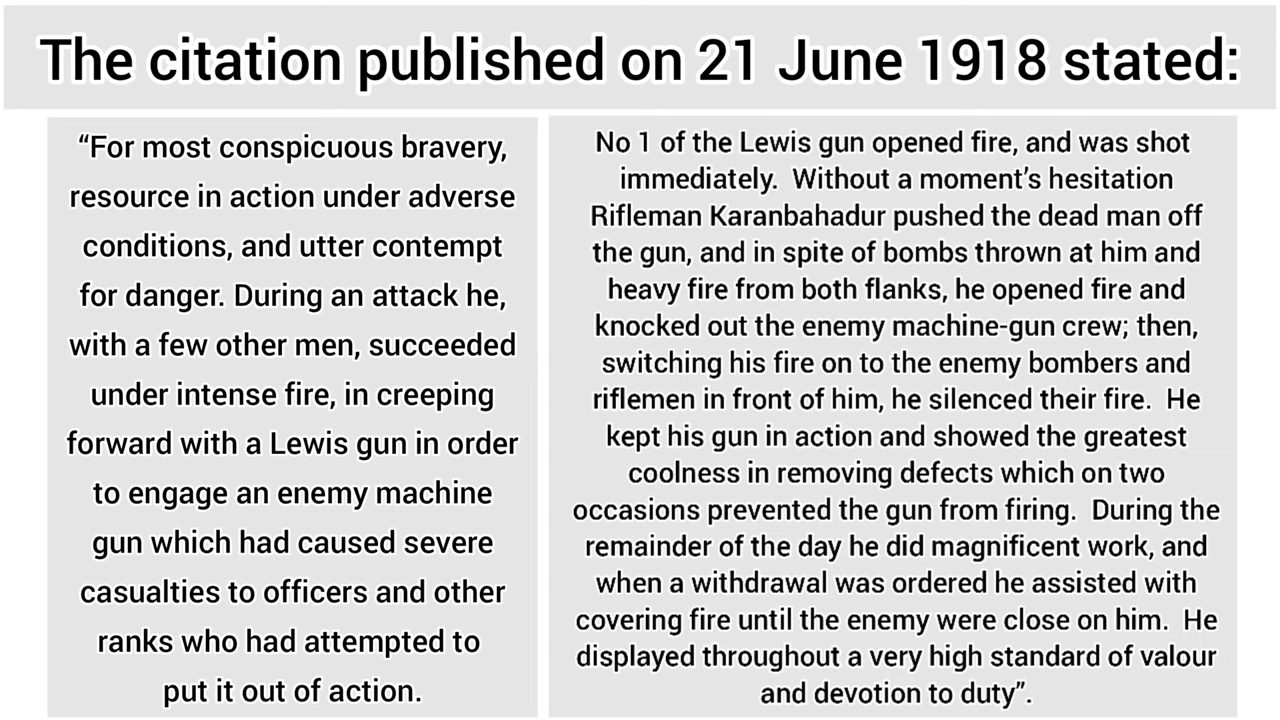 The citation published on 21 June 1918 stated:
“For most conspicuous bravery,
resource in action under adverse
conditions, and utter contempt
for danger. During an attack he,
with a few other men, succeeded
under intense fire, in creeping
forward with a Lewis gun in order
to engage an enemy machine
gun which had caused severe
casualties to officers and other
ranks who had attempted to
put it out of action.
No 1 of the Lewis gun opened fire, and was shot
immediately.  Without a moment’s hesitation
Rifleman Karanbahadur pushed the dead man off
the gun, and in spite of bombs thrown at him and
heavy fire from both flanks, he opened fire and
knocked out the enemy machine-gun crew; then,
switching his fire on to the enemy bombers and
riflemen in front of him, he silenced their fire.  He
kept his gun in action and showed the greatest
coolness in removing defects which on two
occasions prevented the gun from firing.  During the
remainder of the day he did magnificent work, and
when a withdrawal was ordered he assisted with
covering fire until the enemy were close on him.  He
displayed throughout a very high standard of valour
and devotion to duty”.